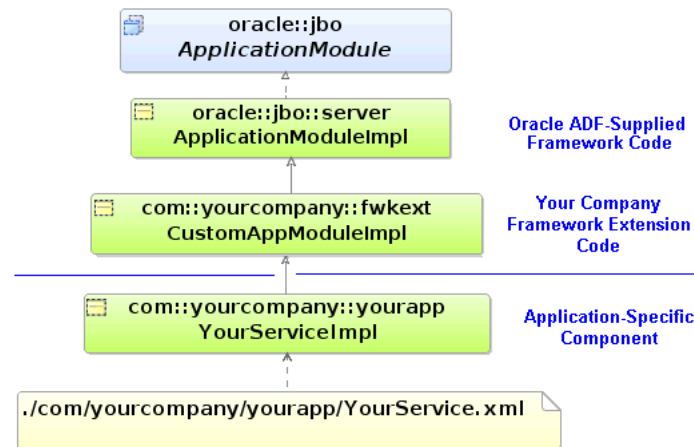 oracle::jbo
ApplicationModule
oracle::jbo::server
ApplicationModuleImpl
Oracle ADF-Supplied
Framework Code
com::yourcompany::fwkext
CustomAppModuleImpl
Your Company
Framework Extension
Code
com::yourcompany::yourapp
YourServiceImpl
Application-Specific
Component
./com/yourcompany/yourapp/YourService.xml